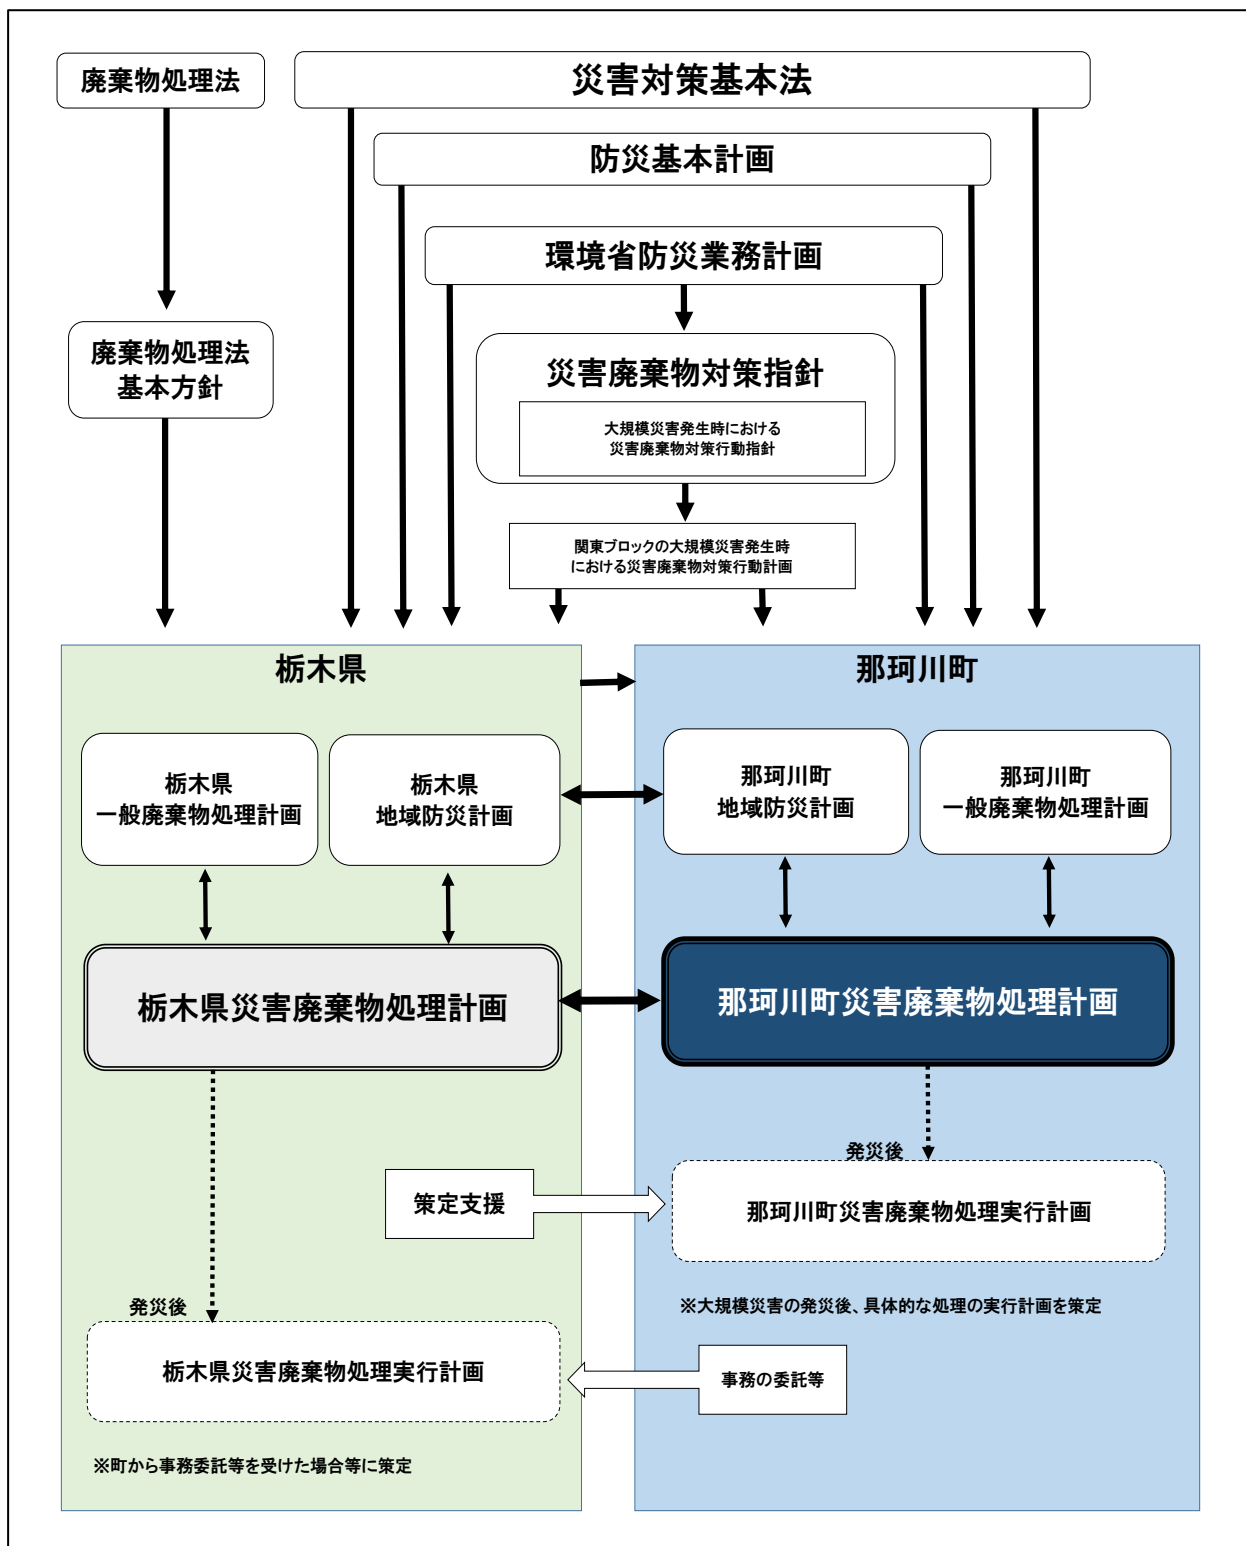 廃棄物処理法
災害対策基本法
防災基本計画
環境省防災業務計画
廃棄物処理法
基本方針
災害廃棄物対策指針
大規模災害発生時における
災害廃棄物対策行動指針
関東ブロックの大規模災害発生時
における災害廃棄物対策行動計画
栃木県
那珂川町
栃木県
一般廃棄物処理計画
栃木県
地域防災計画
那珂川町
地域防災計画
那珂川町
一般廃棄物処理計画
栃木県災害廃棄物処理計画
那珂川町災害廃棄物処理計画
発災後
策定支援
那珂川町災害廃棄物処理実行計画
発災後
※大規模災害の発災後、具体的な処理の実行計画を策定
栃木県災害廃棄物処理実行計画
事務の委託等
※町から事務委託等を受けた場合等に策定